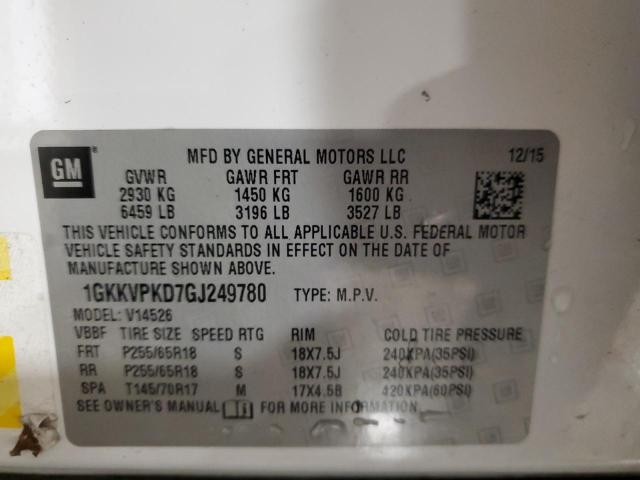 GM
MFD BY GENERAL MOTORS LLC 12/15
GVWR GAWR FRT GAWR RR
2930 KG 1450 KG 1600 KG
6459 LB 3196 LB 3527 LB
THIS VEHICLE CONFORMS TO ALL APPLICABLE U.S. FEDERAL MOTOR
VEHICLE SAFETY STANDARDS IN EFFECT ON THE DATE OF
MANUFACTURE SHOWN ABOVE.
1GKKVPKD7GJ249780 TYPE: M.P.V.
MODEL: V14526
VBBF TIRE SIZE SPEED RTG RIM COLD TIRE PRESSURE
FRT P255/65R18 S 18X7.5J 240KPA(35PSI)
RR P255/65R18 S 18X7.5J 240KPA(35PSI)
SPA T145/70R17 M 17X4.5B 420KPA(60PSI)
SEE OWNER'S MANUAL FOR MORE INFORMATION.